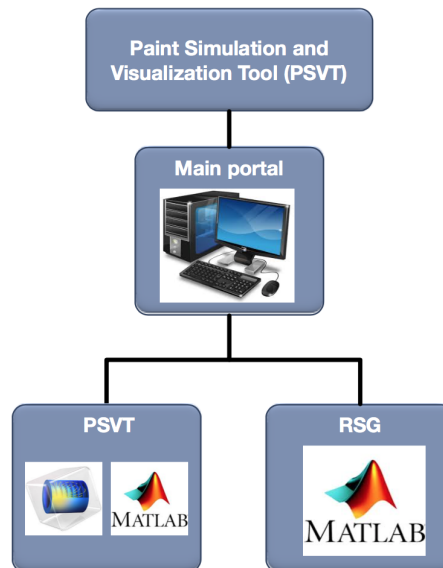 Paint Simulation and
Visualization Tool (PSVT)
Main portal
PSVT
RSG
MATLAB
MATLAB